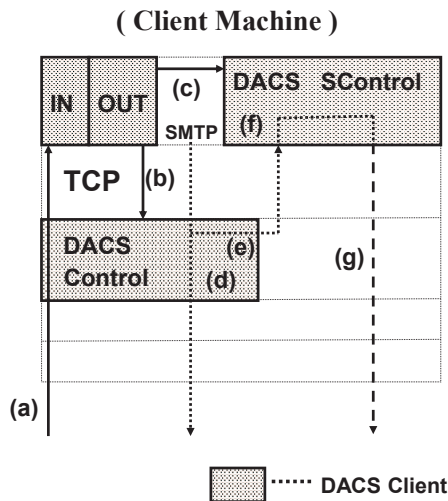 ( Client Machine )
IN OUT
(c)
DACS SControl
SMTP
(f)
TCP
(b)
DACS
Control
(e)
(d)
(g)
(a)
DACS Client